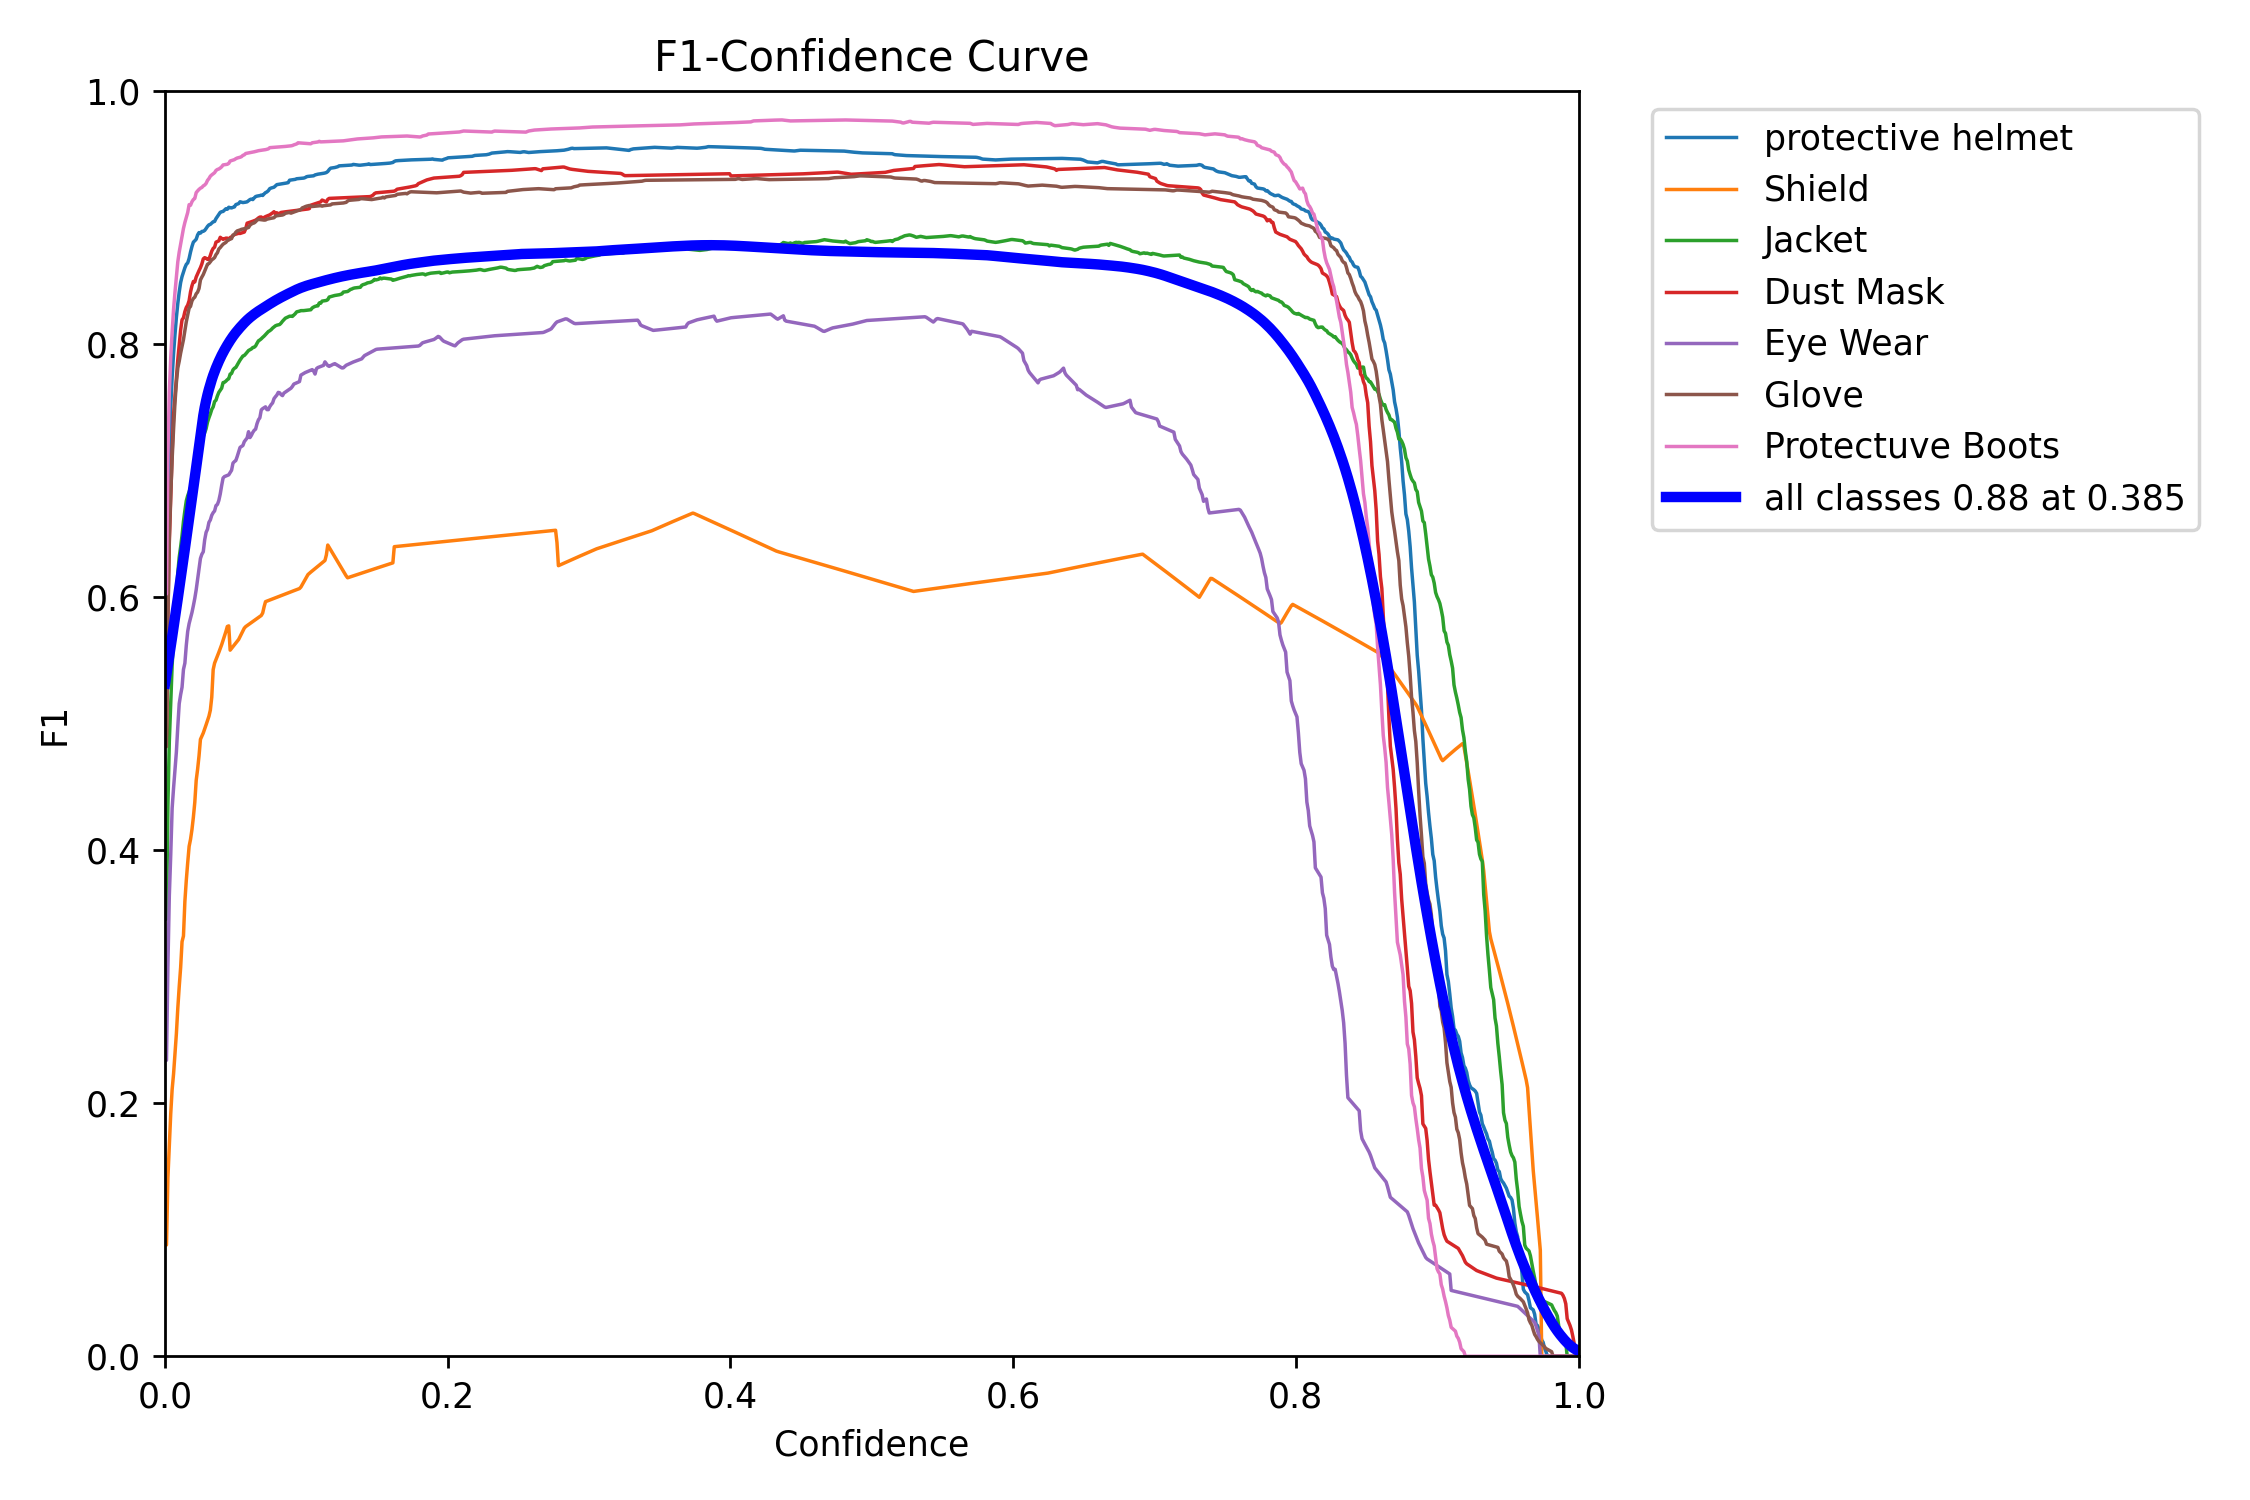 F1-Confidence Curve
1.0
0.8
0.6
0.4
0.2
0.0
F1
0.0 0.2 0.4 0.6 0.8 1.0
Confidence
protective helmet
Shield
Jacket
Dust Mask
Eye Wear
Glove
Protectuve Boots
all classes 0.88 at 0.385